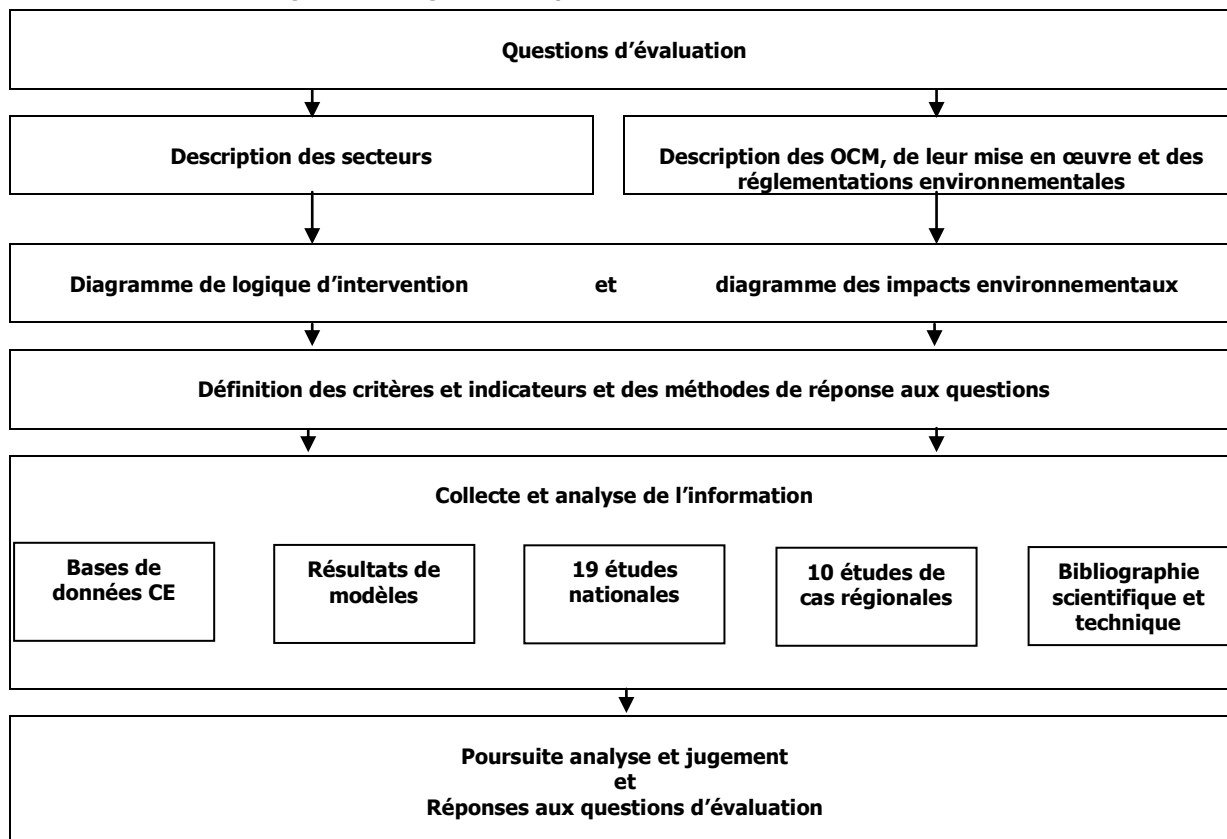 Questions d’évaluation
Description des secteurs
Description des OCM, de leur mise en œuvre et des
réglementations environnementales
Diagramme de logique d’intervention et diagramme des impacts environnementaux
Définition des critères et indicateurs et des méthodes de réponse aux questions
Collecte et analyse de l’information
Bases de
données CE
Résultats de
modèles
19 études
nationales
10 études de
cas régionales
Bibliographie
scientifique et
technique
Poursuite analyse et jugement
et
Réponses aux questions d’évaluation